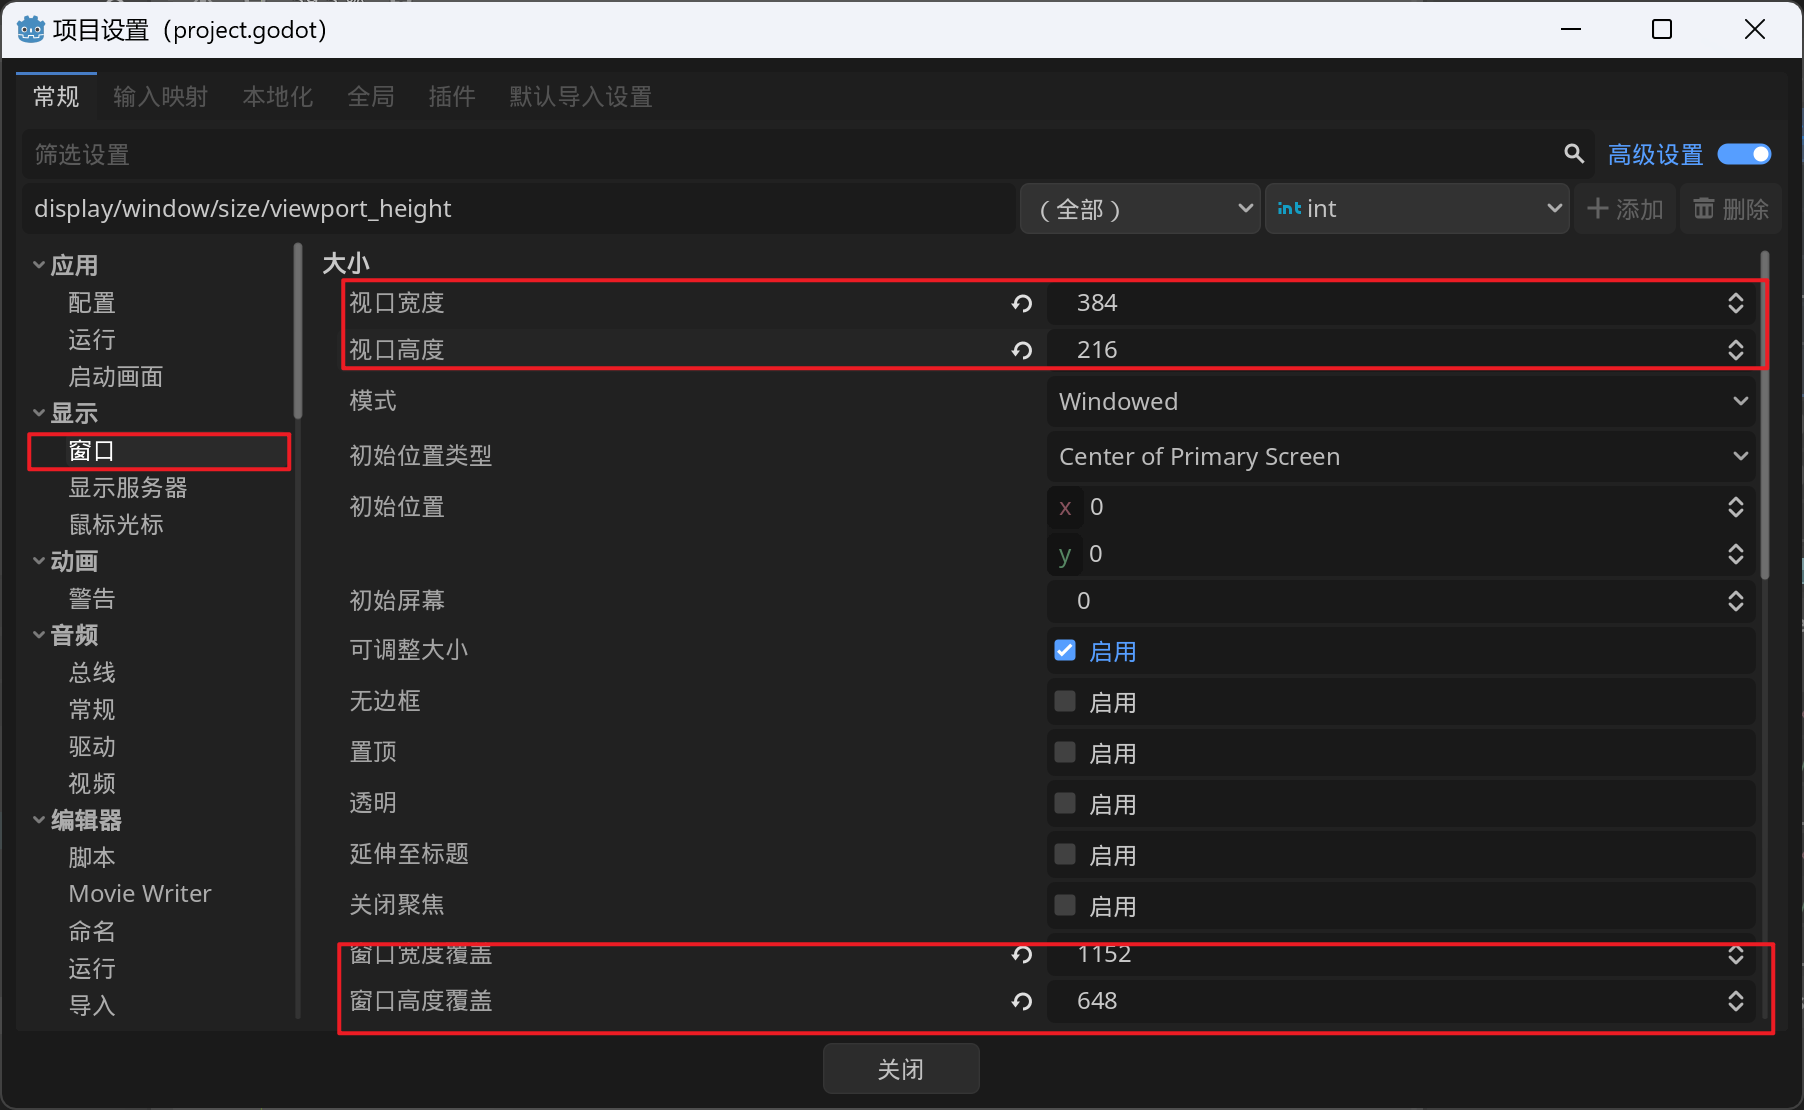 项目设置（project.godot）
常规 输入映射 本地化 全局 插件 默认导入设置
筛选设置 高级设置
display/window/size/viewport_height （全部） int int 添加 删除
应用
配置
运行
启动画面
显示
窗口
显示服务器
鼠标光标
动画
警告
音频
总线
常规
驱动
视频
编辑器
脚本
Movie Writer
命名
运行
导入
大小
视口宽度 384
视口高度 216
模式 Windowed
初始位置类型 Center of Primary Screen
初始位置 x 0
y 0
初始屏幕 0
可调整大小 启用
无边框 启用
置顶 启用
透明 启用
延伸至标题 启用
关闭聚焦 启用
窗口宽度覆盖 1152
窗口高度覆盖 648
关闭